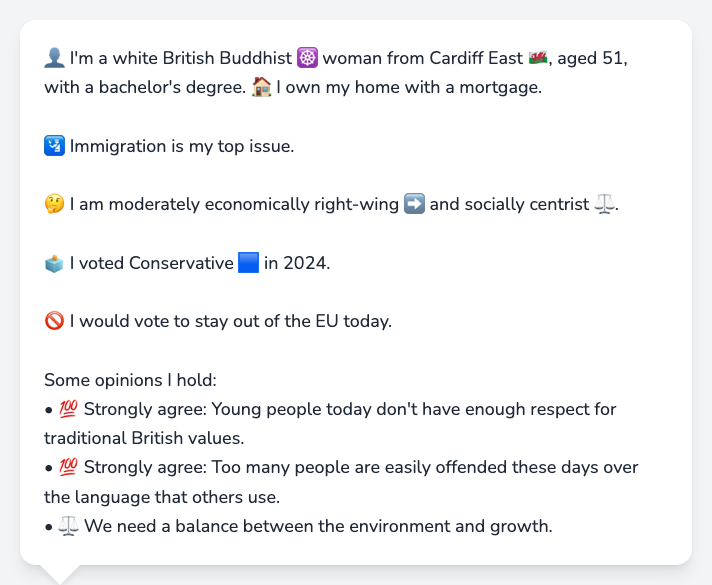 👤 I'm a white British Buddhist ☸️ woman from Cardiff East 🏴󠁧󠁢󠁷󠁬󠁳󠁿, aged 51,
with a bachelor's degree. 🏠 I own my home with a mortgage.
🛂 Immigration is my top issue.
🤔 I am moderately economically right-wing ➡️ and socially centrist ⚖️.
🗳️ I voted Conservative 🟦 in 2024.
🚫 I would vote to stay out of the EU today.
Some opinions I hold:
• 💯 Strongly agree: Young people today don't have enough respect for
traditional British values.
• 💯 Strongly agree: Too many people are easily offended these days over
the language that others use.
• ⚖️ We need a balance between the environment and growth.